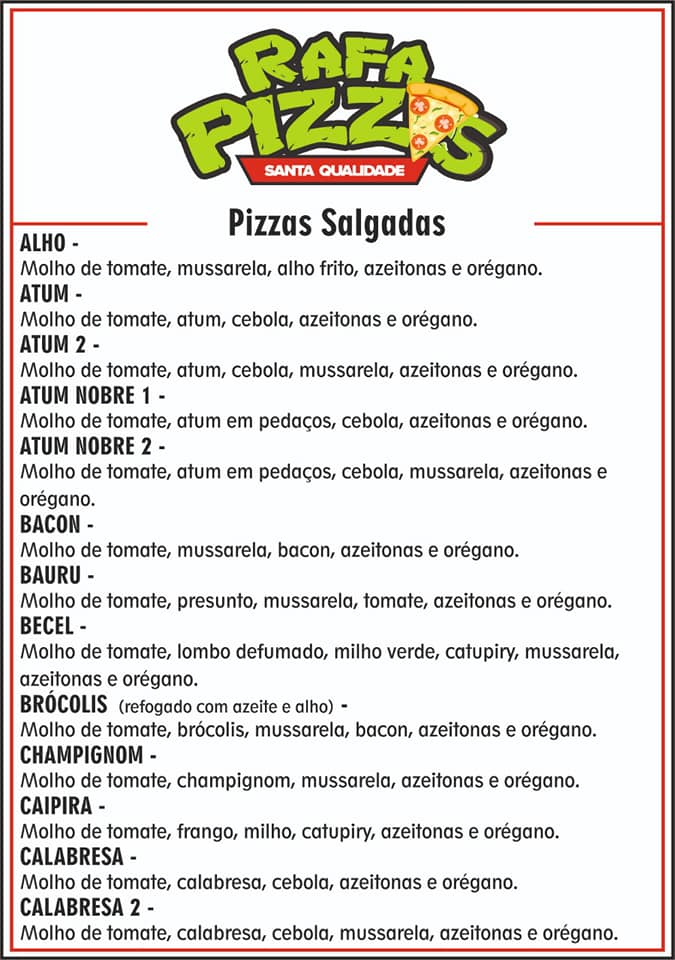 RAFA
PIZZAS
SANTA QUALIDADE
Pizzas Salgadas
ALHO -
Molho de tomate, mussarela, alho frito, azeitonas e orégano.
ATUM -
Molho de tomate, atum, cebola, azeitonas e orégano.
ATUM 2 -
Molho de tomate, atum, cebola, mussarela, azeitonas e orégano.
ATUM NOBRE 1 -
Molho de tomate, atum em pedaços, cebola, azeitonas e orégano.
ATUM NOBRE 2 -
Molho de tomate, atum em pedaços, cebola, mussarela, azeitonas e
orégano.
BACON -
Molho de tomate, mussarela, bacon, azeitonas e orégano.
BAURU -
Molho de tomate, presunto, mussarela, tomate, azeitonas e orégano.
BECEL -
Molho de tomate, lombo defumado, milho verde, catupiry, mussarela,
azeitonas e orégano.
BRÓCOLIS (refogado com azeite e alho) -
Molho de tomate, brócolis, mussarela, bacon, azeitonas e orégano.
CHAMPIGNOM -
Molho de tomate, champignom, mussarela, azeitonas e orégano.
CAIPIRA -
Molho de tomate, frango, milho, catupiry, azeitonas e orégano.
CALABRESA -
Molho de tomate, calabresa, cebola, azeitonas e orégano.
CALABRESA 2 -
Molho de tomate, calabresa, cebola, mussarela, azeitonas e orégano.